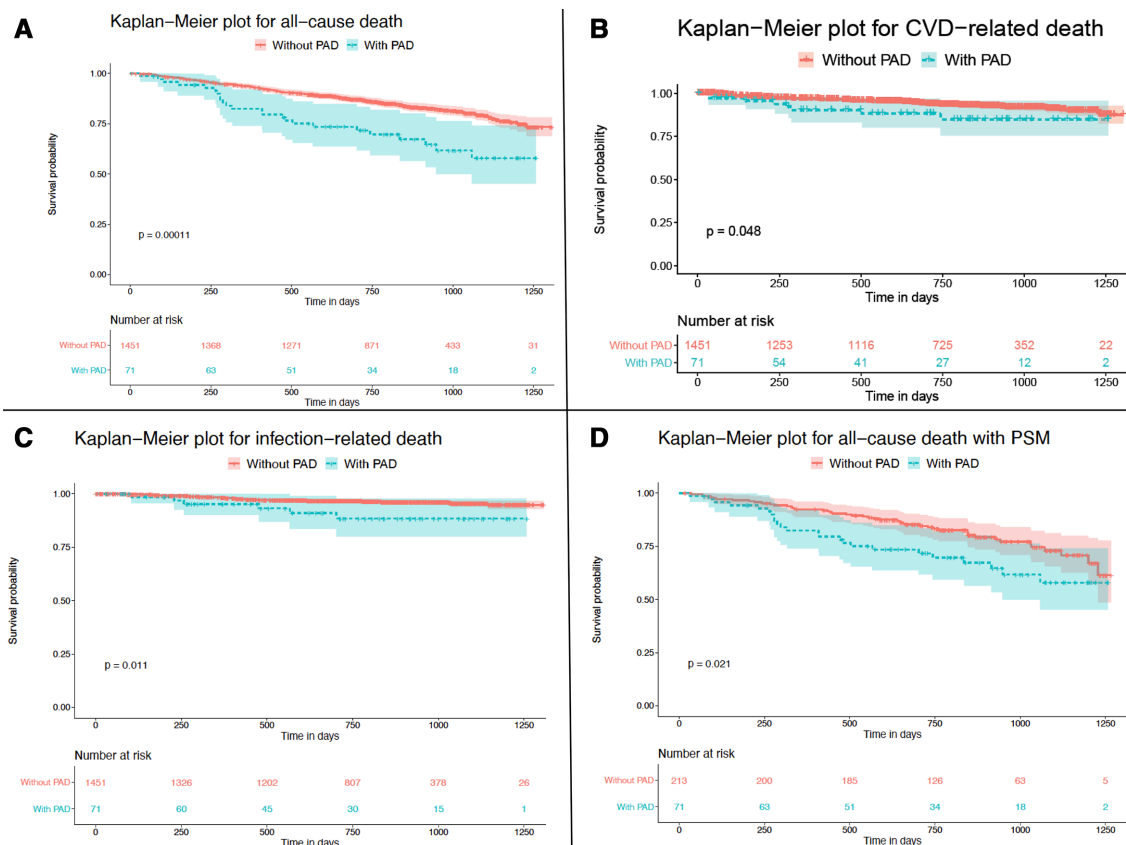 A
Kaplan−Meier plot for all-cause death
Without PAD With PAD
Survival probability
1.00
0.75
0.50
0.25
0.00
p = 0.00011
0 250 500 750 1000 1250
Time in days
Number at risk
Without PAD 1451 1368 1271 871 433 31
With PAD 71 63 51 34 18 2
0 250 500 750 1000 1250
Time in days
B
Kaplan−Meier plot for CVD−related death
Without PAD With PAD
Survival probability
1.00
0.75
0.50
0.25
0.00
p = 0.048
0 250 500 750 1000 1250
Time in days
Number at risk
Without PAD 1451 1253 1116 725 352 22
With PAD 71 54 41 27 12 2
0 250 500 750 1000 1250
Time in days
C
Kaplan−Meier plot for infection−related death
Without PAD With PAD
Survival probability
1.00
0.75
0.50
0.25
0.00
p = 0.011
0 250 500 750 1000 1250
Time in days
Number at risk
Without PAD 1451 1326 1202 807 378 26
With PAD 71 60 45 30 15 1
0 250 500 750 1000 1250
Time in days
D
Kaplan−Meier plot for all-cause death with PSM
Without PAD With PAD
Survival probability
1.00
0.75
0.50
0.25
0.00
p = 0.021
0 250 500 750 1000 1250
Time in days
Number at risk
Without PAD 213 200 185 126 63 5
With PAD 71 63 51 34 18 2
0 250 500 750 1000 1250
Time in days